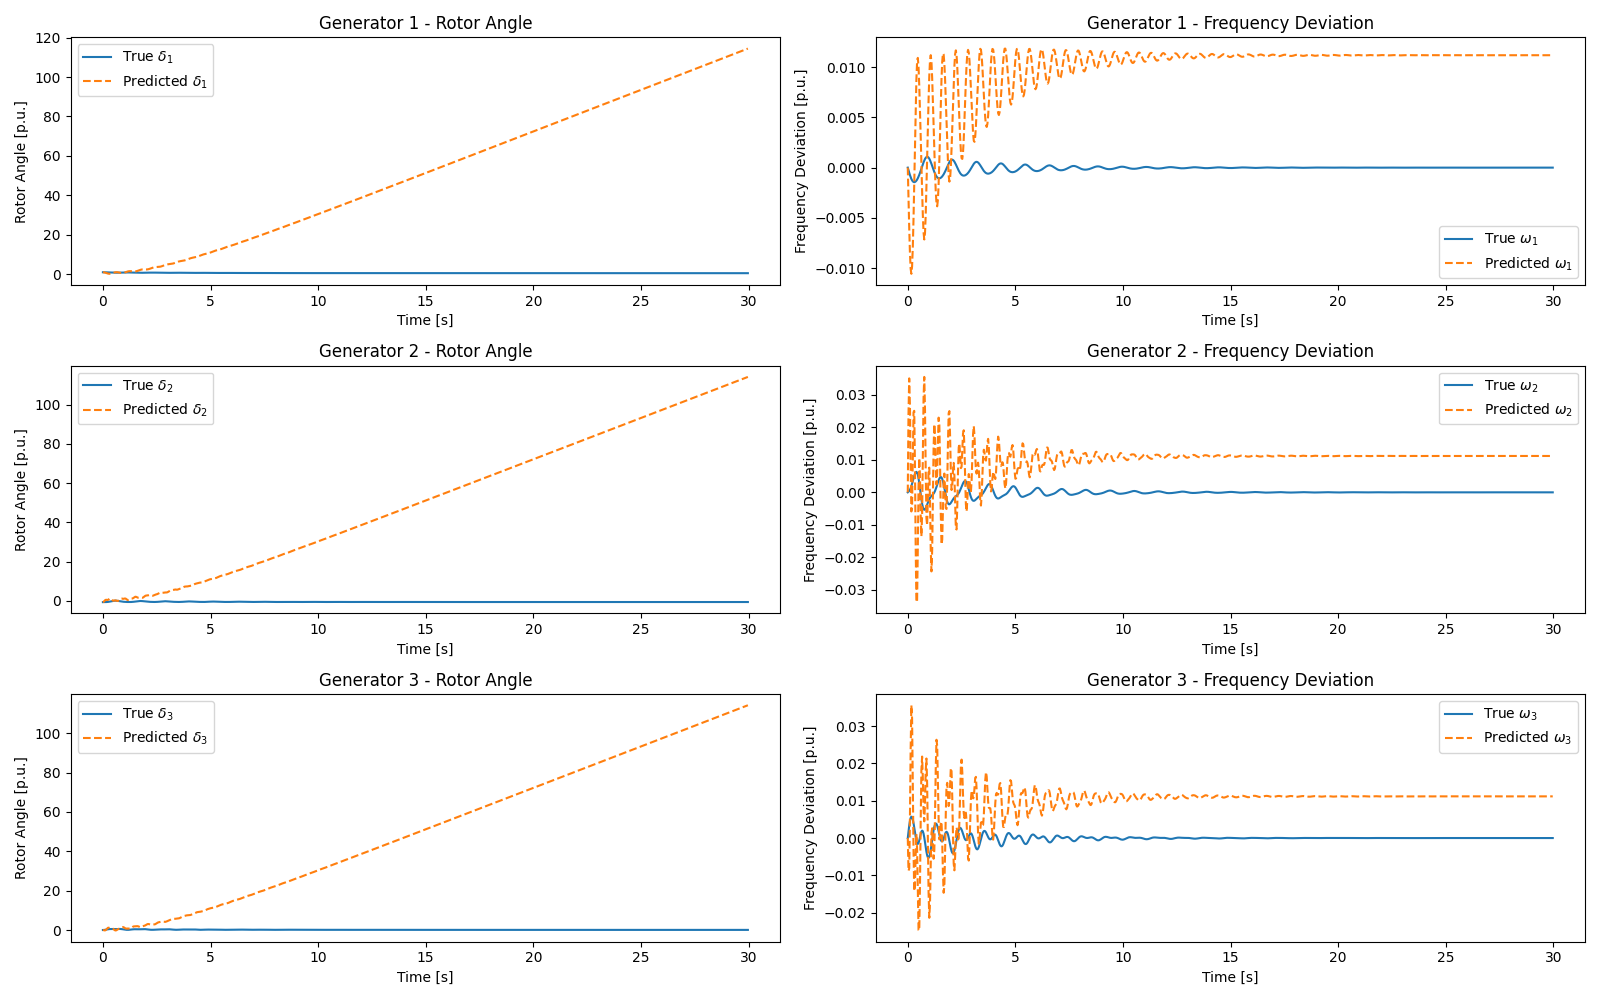 Generator 1 - Rotor Angle
Rotor Angle [p.u.]
120
100
80
60
40
20
0
True δ1
Predicted δ1
0 5 10 15 20 25 30
Time [s]
Generator 1 - Frequency Deviation
Frequency Deviation [p.u.]
0.010
0.005
0.000
−0.005
−0.010
True ω1
Predicted ω1
0 5 10 15 20 25 30
Time [s]
Generator 2 - Rotor Angle
Rotor Angle [p.u.]
100
80
60
40
20
0
True δ2
Predicted δ2
0 5 10 15 20 25 30
Time [s]
Generator 2 - Frequency Deviation
Frequency Deviation [p.u.]
0.03
0.02
0.01
0.00
−0.01
−0.02
−0.03
True ω2
Predicted ω2
0 5 10 15 20 25 30
Time [s]
Generator 3 - Rotor Angle
Rotor Angle [p.u.]
100
80
60
40
20
0
True δ3
Predicted δ3
0 5 10 15 20 25 30
Time [s]
Generator 3 - Frequency Deviation
Frequency Deviation [p.u.]
0.03
0.02
0.01
0.00
−0.01
−0.02
True ω3
Predicted ω3
0 5 10 15 20 25 30
Time [s]